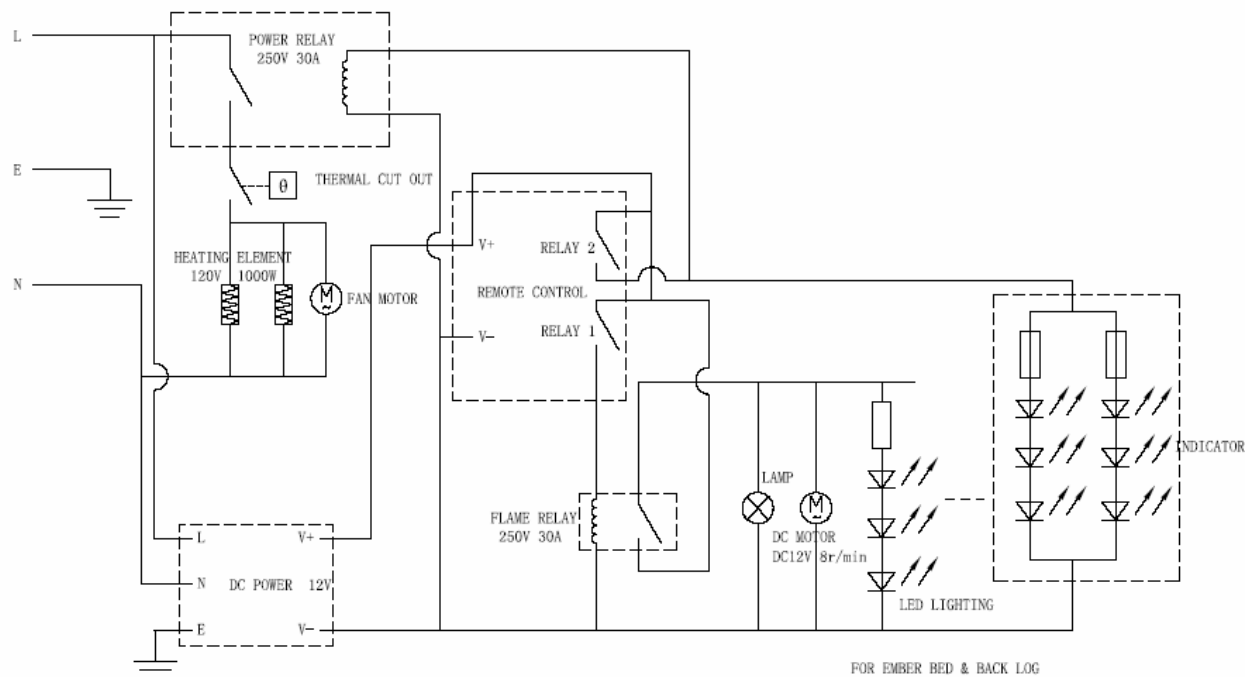 L
POWER RELAY
250V 30A
E
θ
THERMAL CUT OUT
V+
RELAY 2
HEATING ELEMENT
120V 1000W
N
M
~
FAN MOTOR
REMOTE CONTROL
RELAY 1
V-
INDICATOR
LAMP
FLAME RELAY
250V 30A
M
~
DC MOTOR
DC12V 8r/min
L
V+
N
DC POWER 12V
LED LIGHTING
E
V-
FOR EMBER BED & BACK LOG